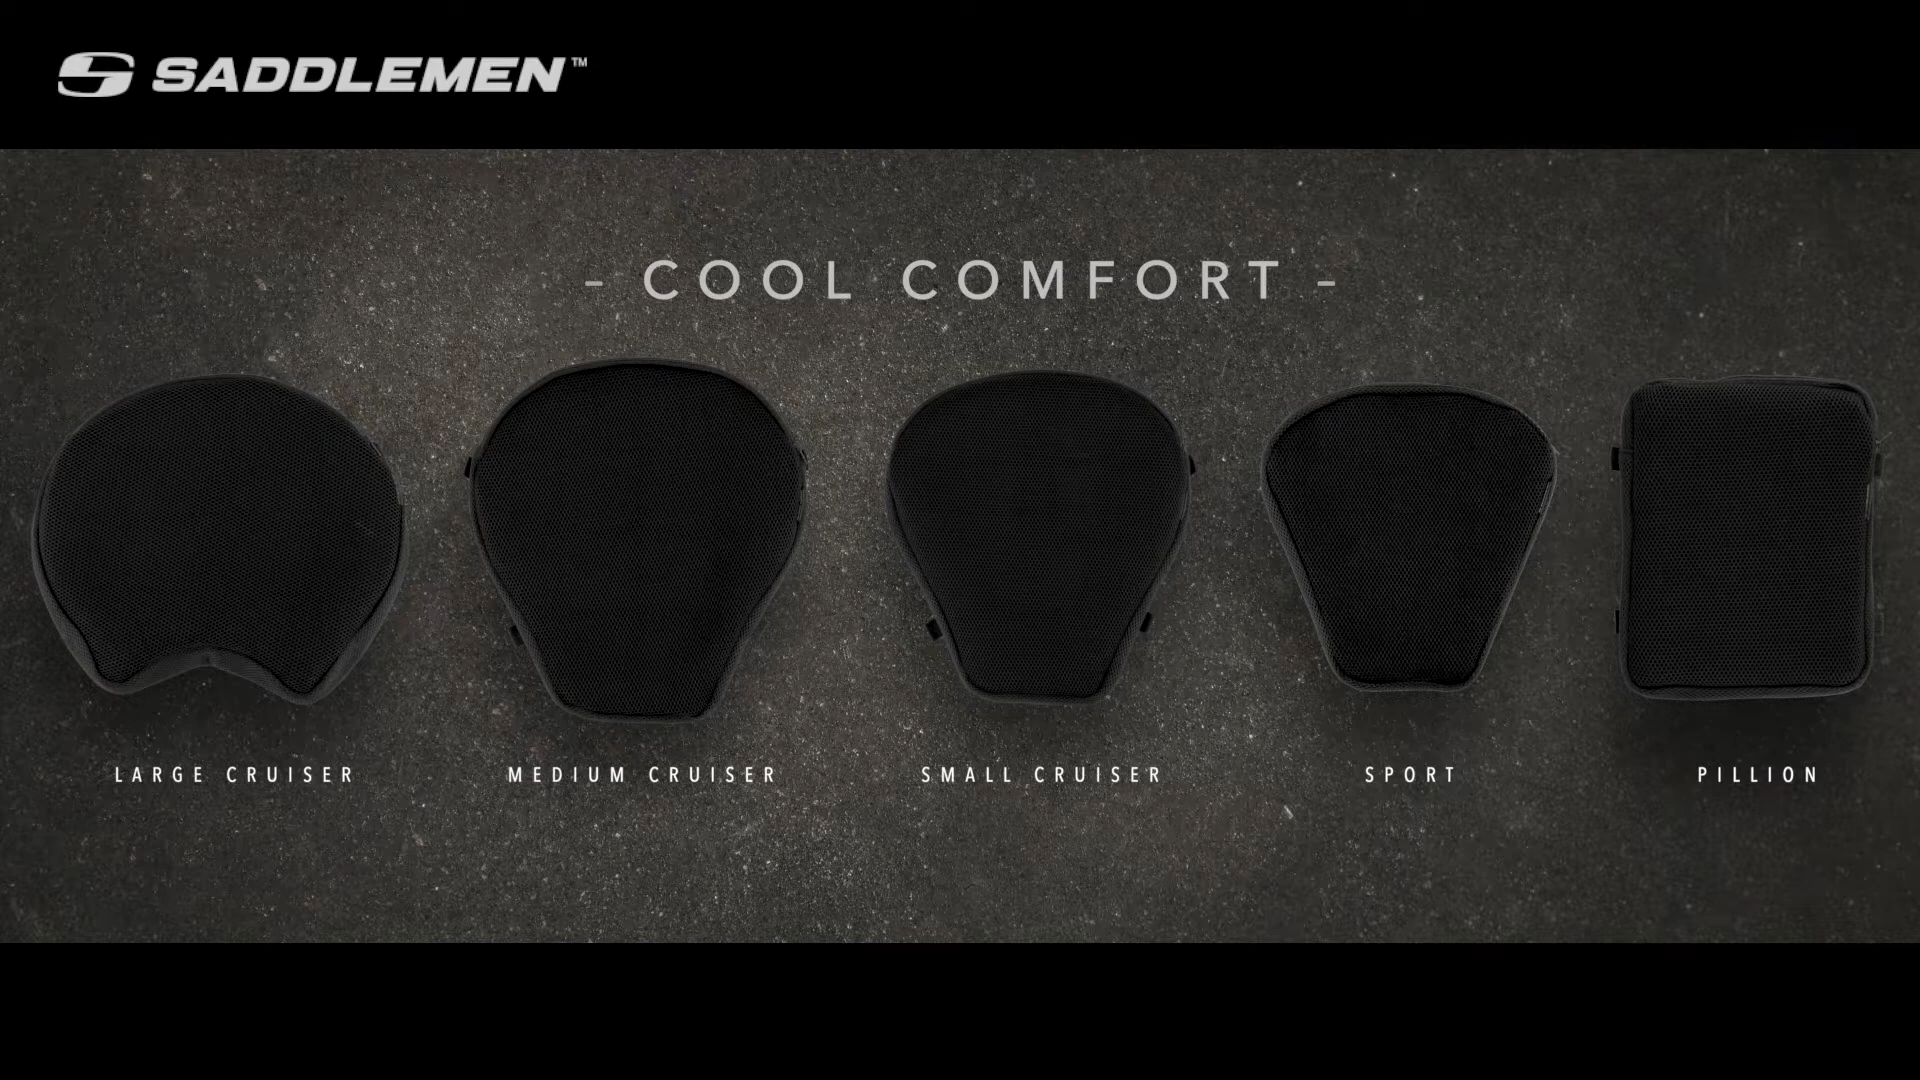 SADDLEMEN™
- COOL COMFORT -
LARGE CRUISER
MEDIUM CRUISER
SMALL CRUISER
SPORT
PILLION